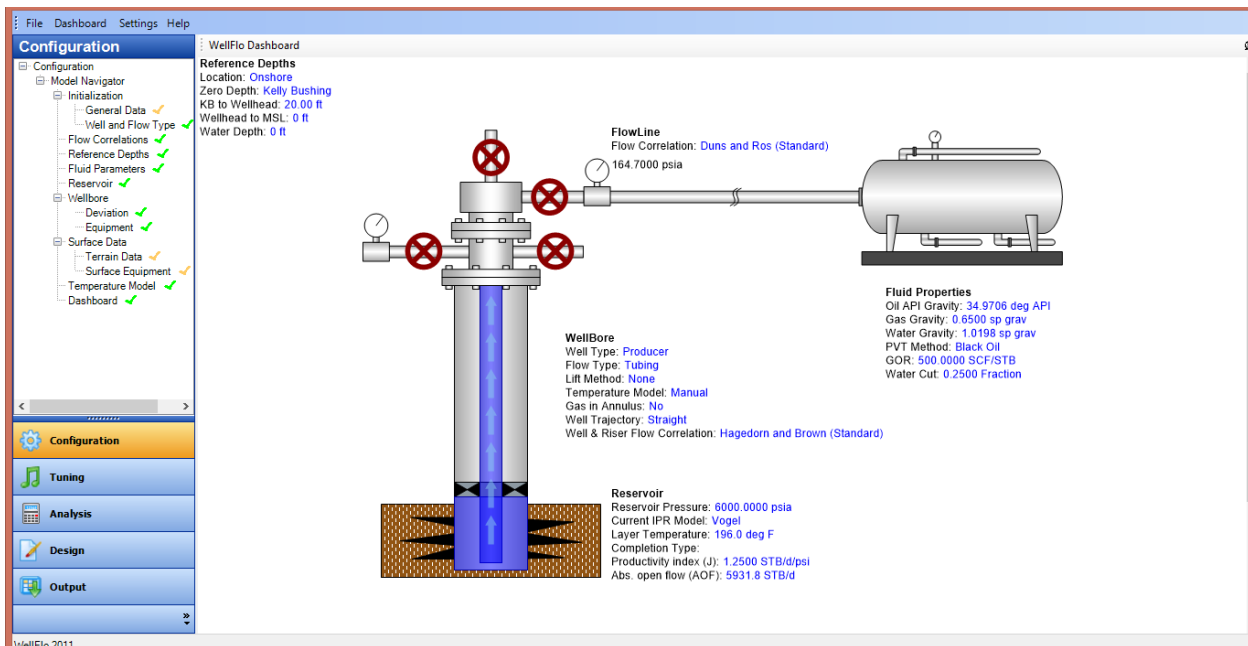 File Dashboard Settings Help
Configuration
WellFlo Dashboard
Configuration
Model Navigator
Initialization
General Data
Well and Flow Type
Flow Correlations
Reference Depths
Fluid Parameters
Reservoir
Wellbore
Deviation
Equipment
Surface Data
Terrain Data
Surface Equipment
Temperature Model
Dashboard
Configuration
Tuning
Analysis
Design
Output
WellFlo 2011
Reference Depths
Location: Onshore
Zero Depth: Kelly Bushing
KB to Wellhead: 20.00 ft
Wellhead to MSL: 0 ft
Water Depth: 0 ft
FlowLine
Flow Correlation: Duns and Ros (Standard)
164.7000 psia
Fluid Properties
Oil API Gravity: 34.9706 deg API
Gas Gravity: 0.6500 sp grav
Water Gravity: 1.0198 sp grav
PVT Method: Black Oil
GOR: 500.0000 SCF/STB
Water Cut: 0.2500 Fraction
WellBore
Well Type: Producer
Flow Type: Tubing
Lift Method: None
Temperature Model: Manual
Gas in Annulus: No
Well Trajectory: Straight
Well & Riser Flow Correlation: Hagedorn and Brown (Standard)
Reservoir
Reservoir Pressure: 6000.0000 psia
Current IPR Model: Vogel
Layer Temperature: 196.0 deg F
Completion Type:
Productivity index (J): 1.2500 STB/d/psi
Abs. open flow (AOF): 5931.8 STB/d